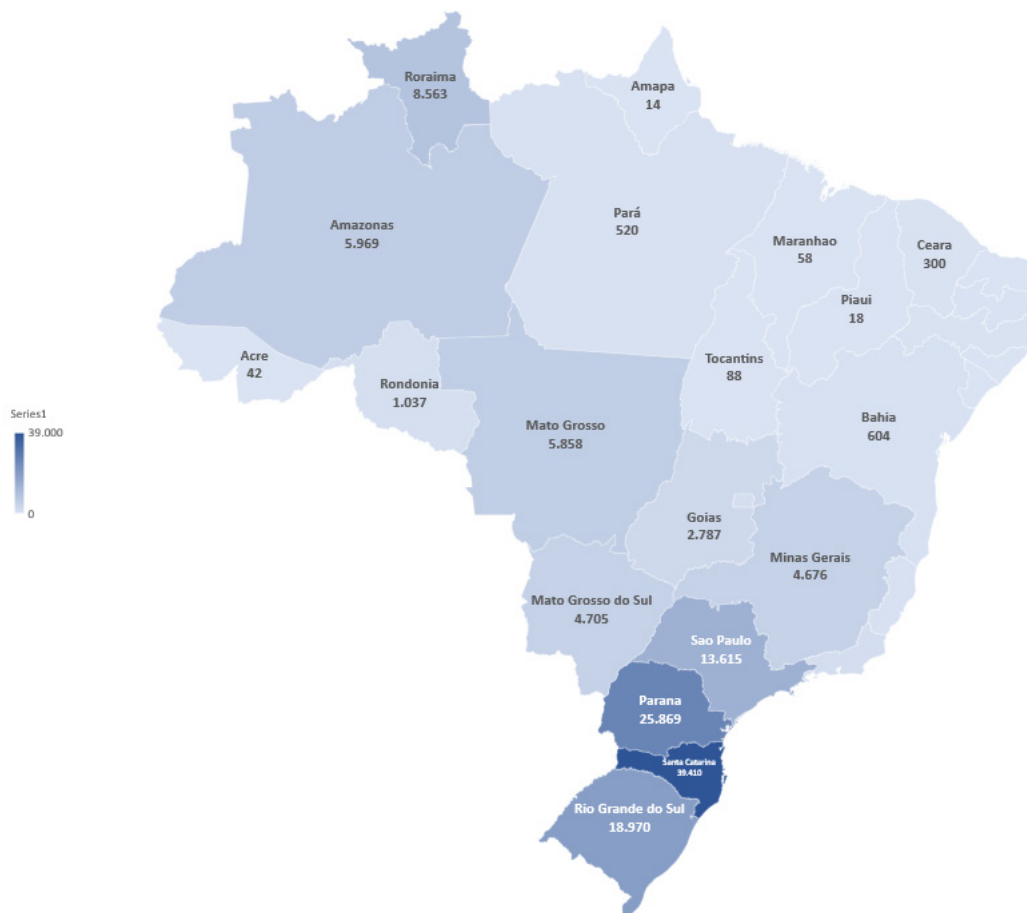 Roraima
8.563
Amapa
14
Amazonas
5.969
Pará
520
Maranhao
58
Ceara
300
Piaui
18
Acre
42
Rondonia
1.037
Tocantins
88
Mato Grosso
5.858
Bahia
604
Series1
39.000
0
Goias
2.787
Minas Gerais
4.676
Mato Grosso do Sul
4.705
Sao Paulo
13.615
Parana
25.869
Santa Catarina
39.410
Rio Grande do Sul
18.970